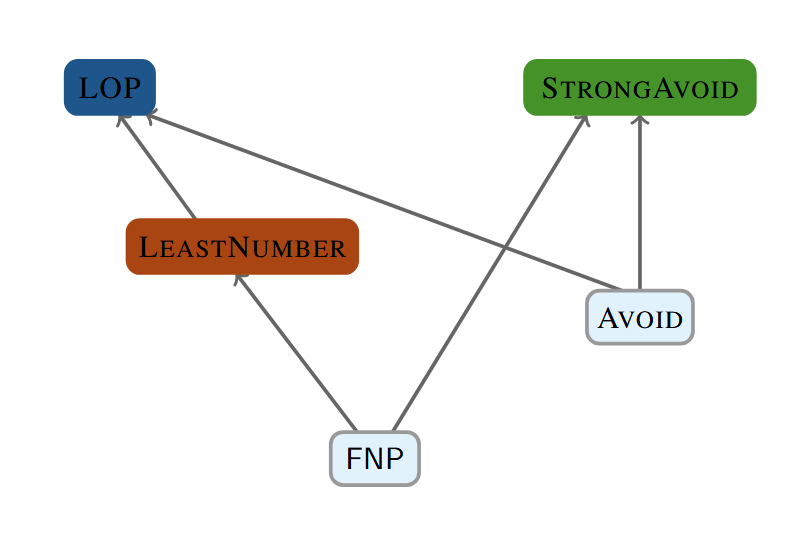 LOP
STRONGAVOID
LEASTNUMBER
AVOID
FNP